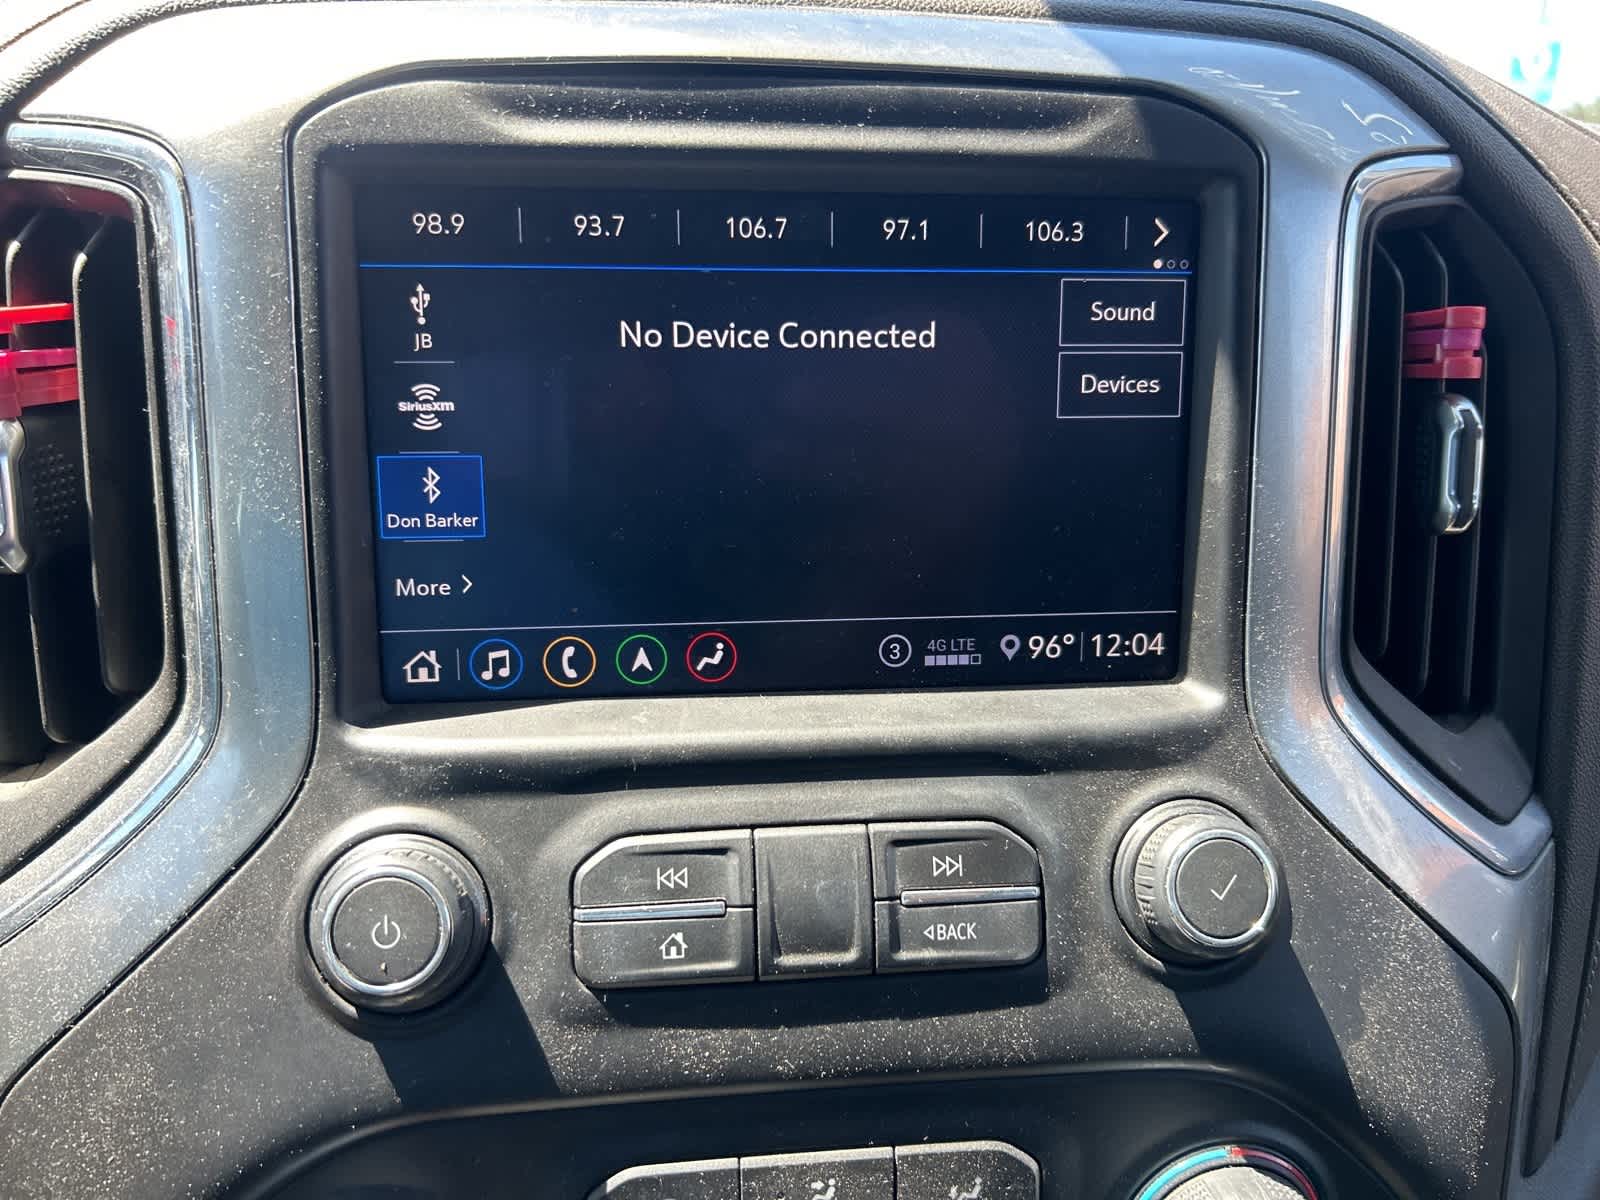 98.9 93.7 106.7 97.1 106.3
JB
SiriusXM
Don Barker
More
No Device Connected
Sound
Devices
3 4G LTE 96° 12:04
BACK